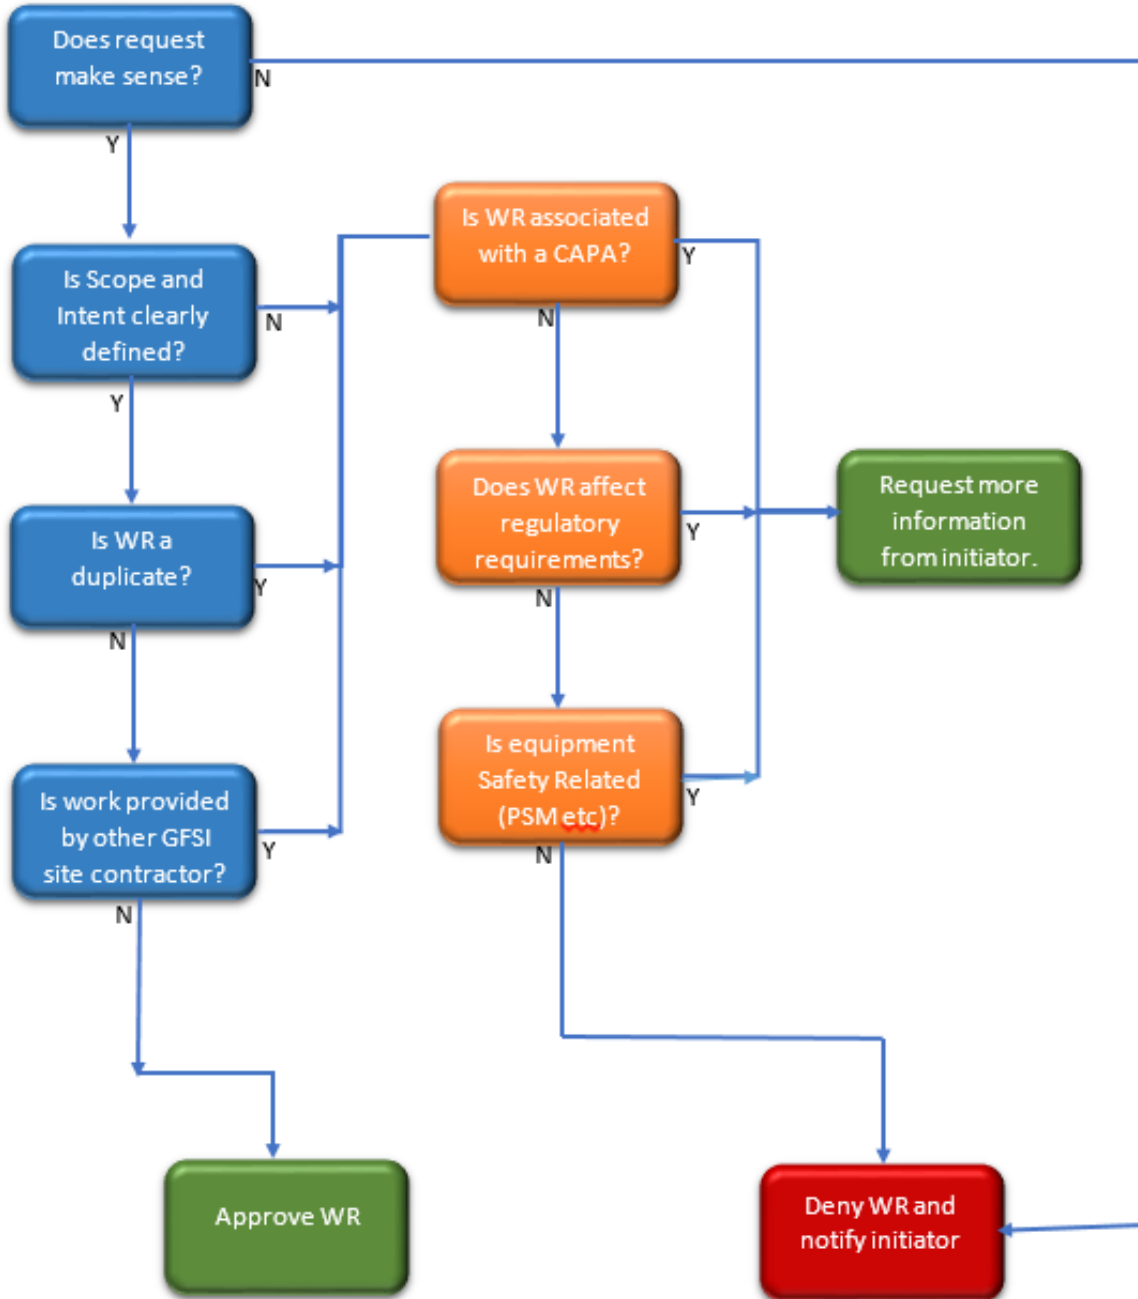 Does request
make sense?
N
Y
Is Scope and
Intent clearly
defined?
N
Y
Is WR a
duplicate?
Y
N
Is work provided
by other GFSI
site contractor?
Y
N
Approve WR
Is WR associated
with a CAPA?
Y
N
Does WR affect
regulatory
requirements?
Y
N
Is equipment
Safety Related
(PSM etc)?
Y
N
Request more
information
from initiator.
Deny WR and
notify initiator